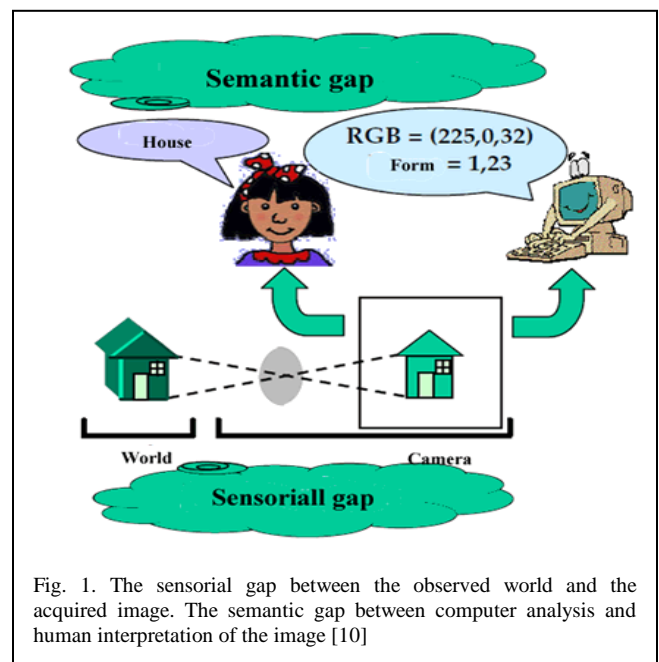 Semantic gap
House
RGB = (225,0,32)
Form = 1,23
World
Camera
Sensoriall gap
Fig. 1. The sensorial gap between the observed world and the
acquired image. The semantic gap between computer analysis and
human interpretation of the image [10]